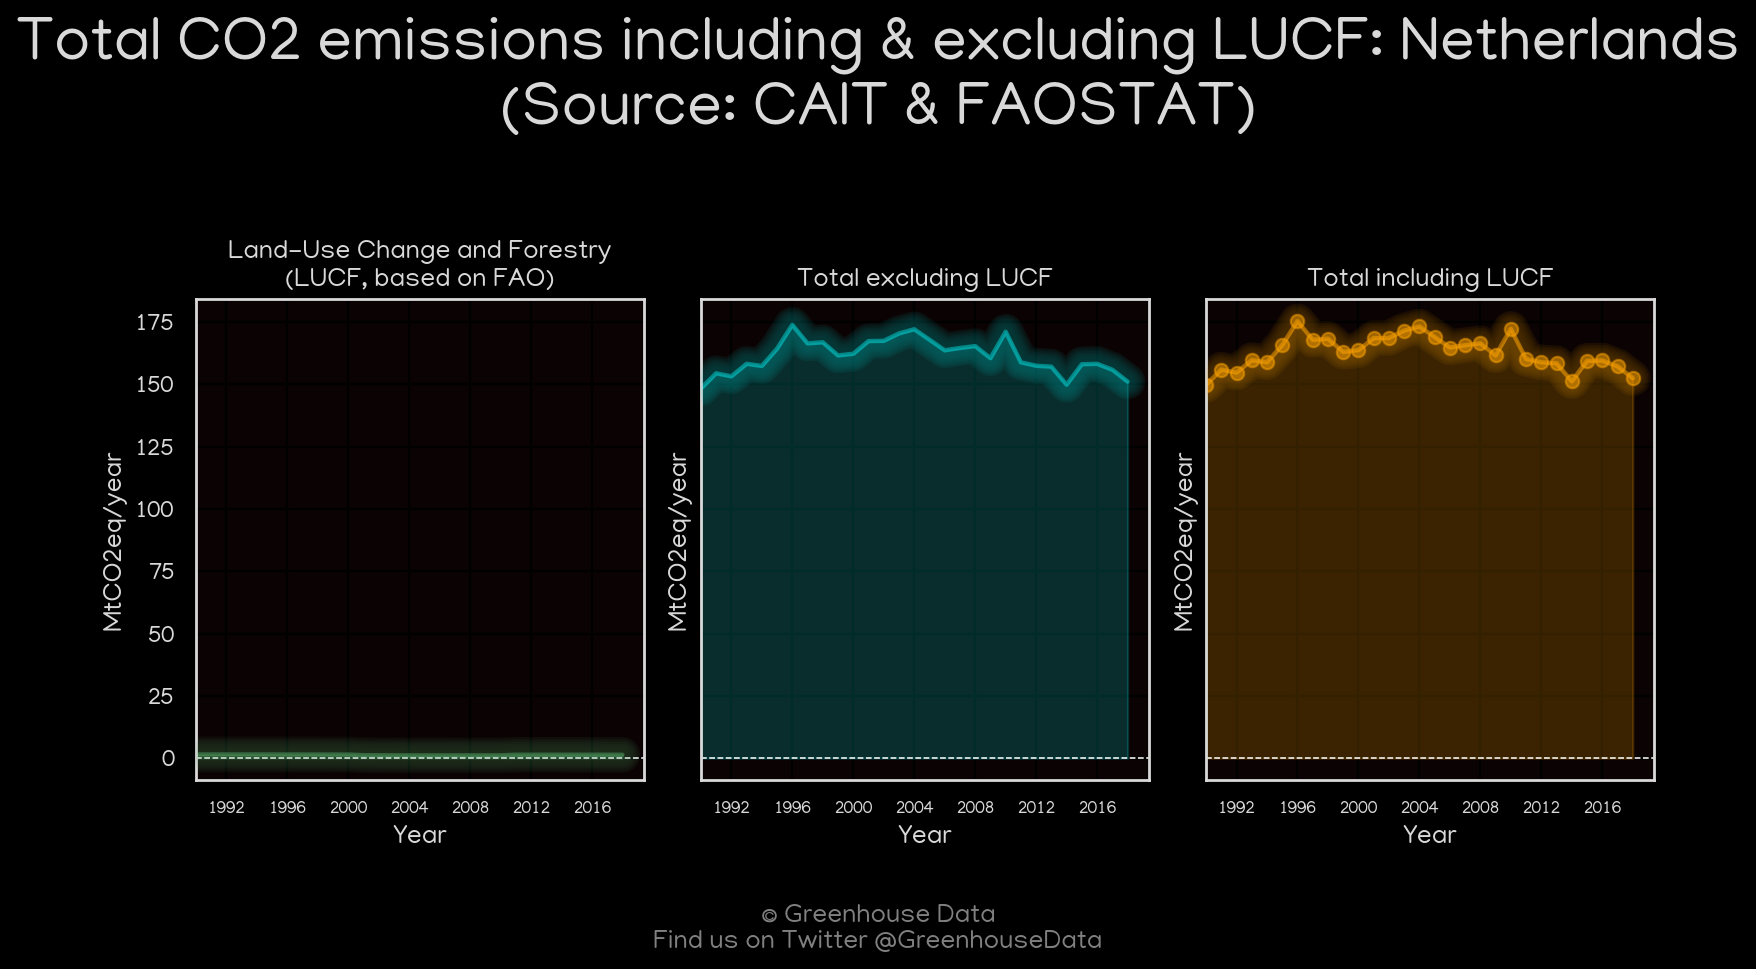 Total CO2 emissions including & excluding LUCF: Netherlands
(Source: CAIT & FAOSTAT)
Land-Use Change and Forestry
(LUCF, based on FAO)
Total excluding LUCF
Total including LUCF
175
150
125
100
75
50
25
0
MtCO2eq/year
MtCO2eq/year
MtCO2eq/year
1992 1996 2000 2004 2008 2012 2016
1992 1996 2000 2004 2008 2012 2016
1992 1996 2000 2004 2008 2012 2016
Year
Year
Year
© Greenhouse Data
Find us on Twitter @GreenhouseData